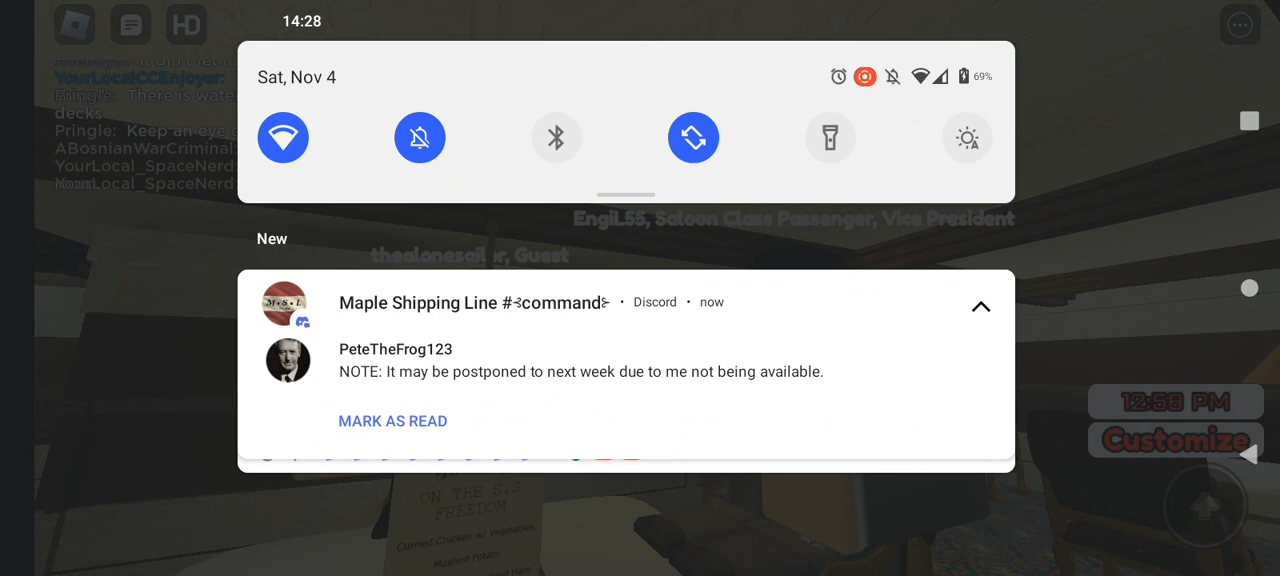 14:28
HD
Sat, Nov 4
69%
YourLocalCCEnjoyer:
Pringle: There is wate
decks
Pringle: Keep an eye o
ABosnianWarCriminal:
YourLocal_SpaceNerd:
YourLocal_SpaceNerd:
EngiL55, Saloon Class Passenger, Vice President
New
thealonesailor, Guest
M·S·L
Maple Shipping Line #⊰command⊱ • Discord • now
PeteTheFrog123
NOTE: It may be postponed to next week due to me not being available.
MARK AS READ
12:58 PM
Customize
ON THE S.S
FREEDOM
Curried Chicken w/ Vegetables
Mashed Potato